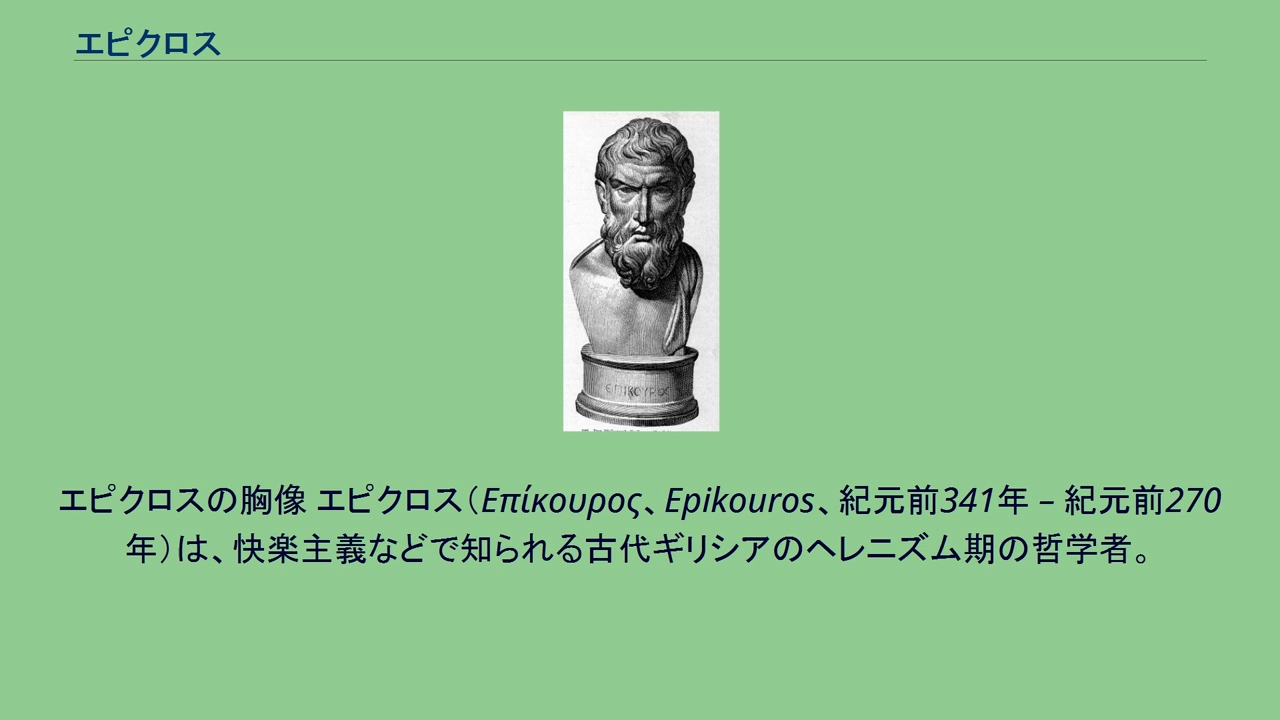 エピクロス
ΕΠΙΚΟΥΡΟΣ
エピクロスの胸像 エピクロス（Επίκουρος、Epikouros、紀元前341年 – 紀元前270
年）は、快楽主義などで知られる古代ギリシアのヘレニズム期の哲学者。